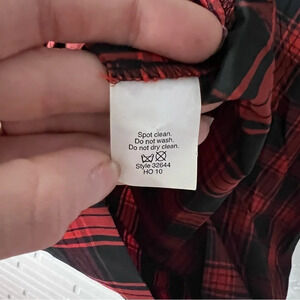 Spot clean.
Do not wash.
Do not dry clean.
Style 32644
HO 10